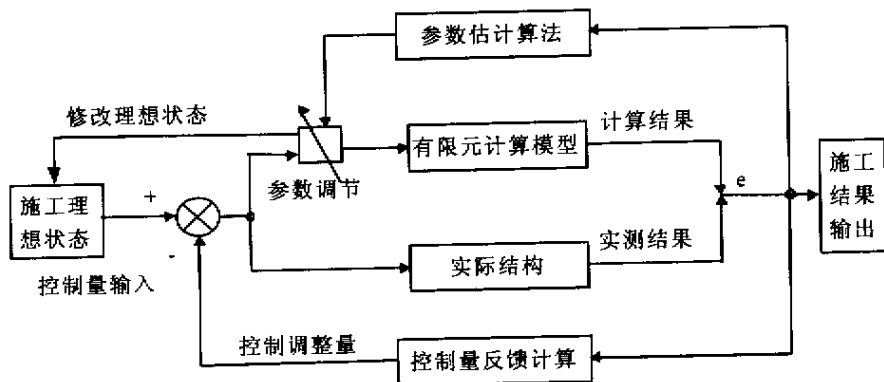 参数估计算法
修改理想状态
有限元计算模型
计算结果
参数调节
施工理
想状态
+
e
施工
结果
输出
-
控制量输入
实际结构
实测结果
控制调整量
控制量反馈计算